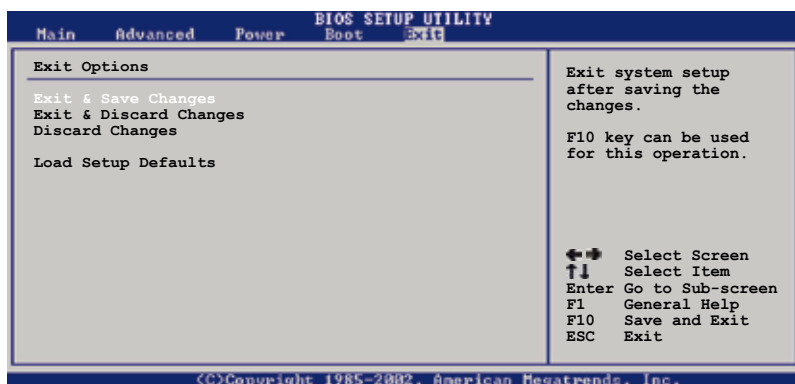 BIOS SETUP UTILITY
Main Advanced Power Boot Exit
Exit Options
Exit & Save Changes
Exit & Discard Changes
Discard Changes
Load Setup Defaults
Exit system setup
after saving the
changes.
F10 key can be used
for this operation.
←→ Select Screen
↑↓ Select Item
Enter Go to Sub-screen
F1 General Help
F10 Save and Exit
ESC Exit
(C)Copyright 1985-2002, American Megatrends, Inc.